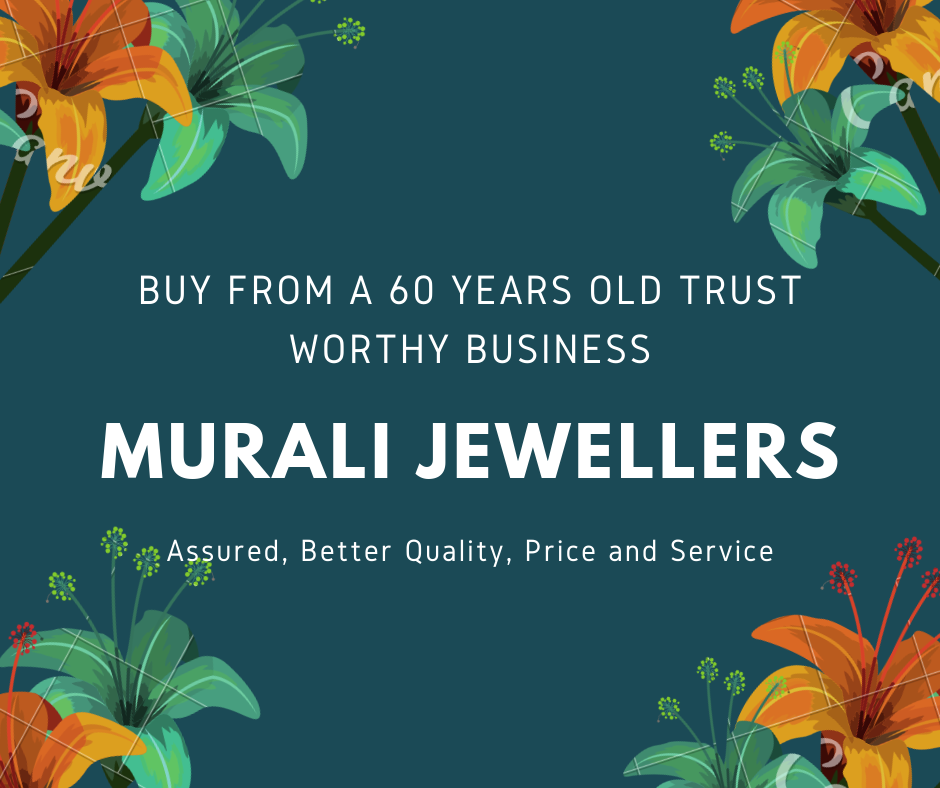 BUY FROM A 60 YEARS OLD TRUST
WORTHY BUSINESS
MURALI JEWELLERS
Assured, Better Quality, Price and Service